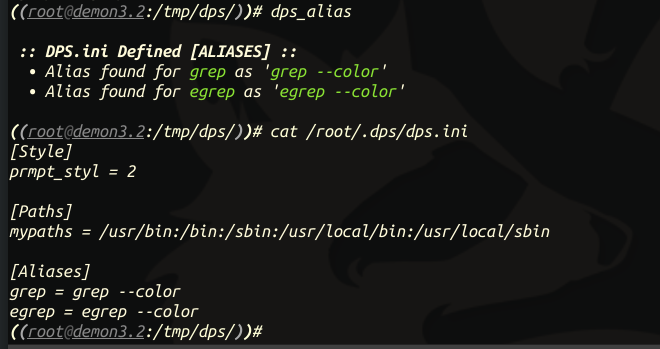 ((root@demon3.2:/tmp/dps/))# dps_alias
:: DPS.ini Defined [ALIASES] ::
• Alias found for grep as 'grep --color'
• Alias found for egrep as 'egrep --color'
((root@demon3.2:/tmp/dps/))# cat /root/.dps/dps.ini
[Style]
prmpt_styl = 2
[Paths]
mypaths = /usr/bin:/bin:/sbin:/usr/local/bin:/usr/local/sbin
[Aliases]
grep = grep --color
egrep = egrep --color
((root@demon3.2:/tmp/dps/))#